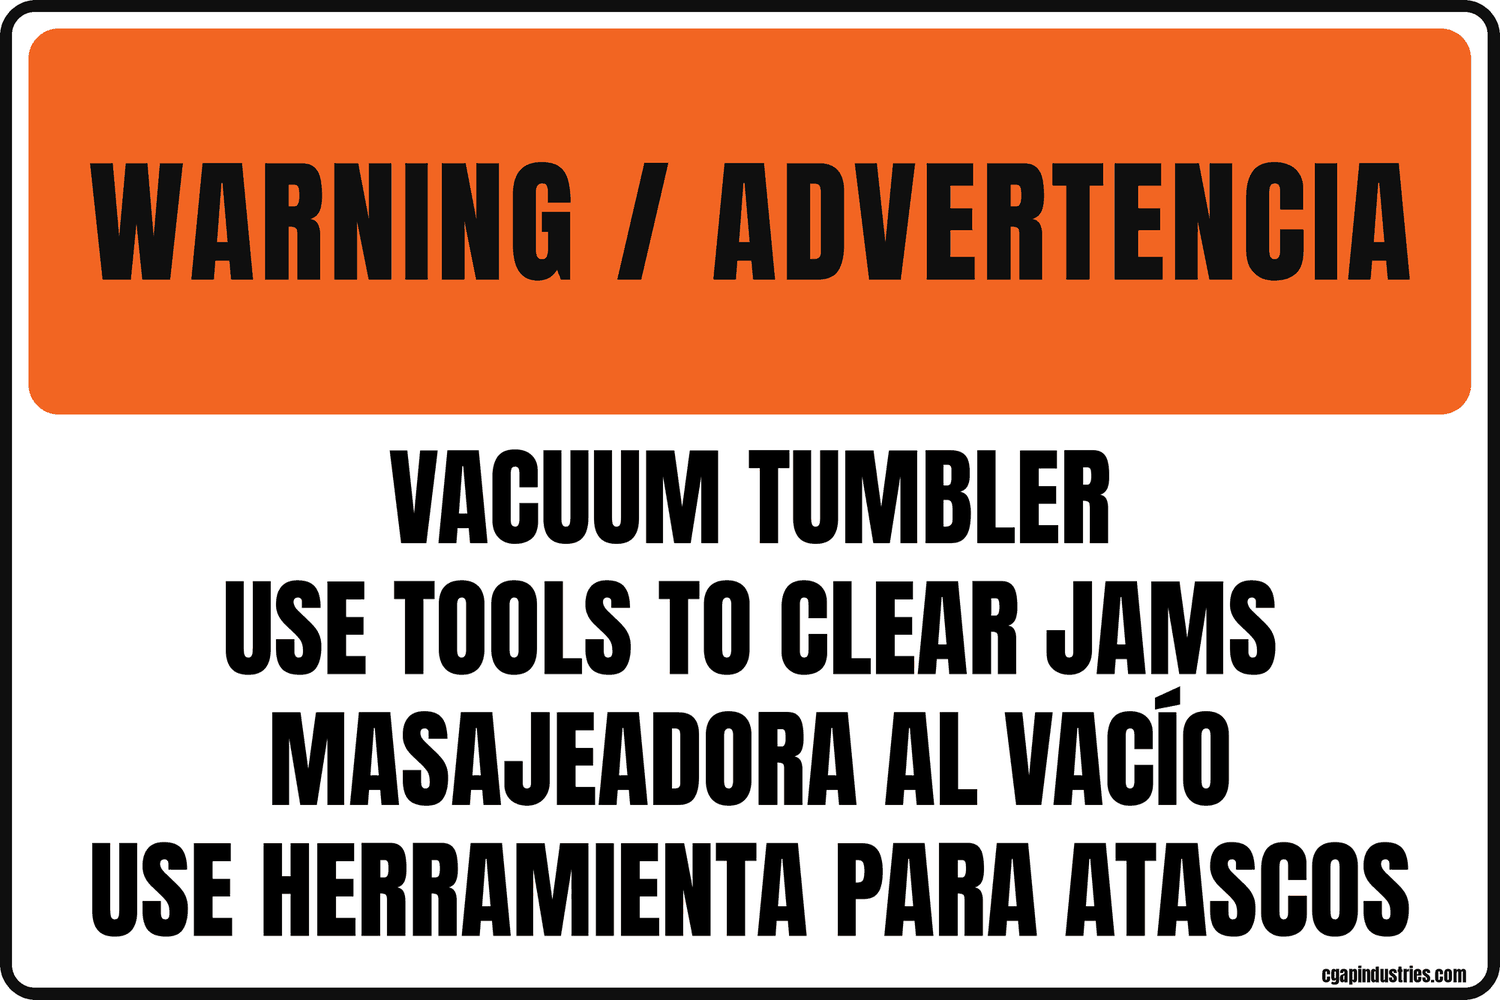 WARNING / ADVERTENCIA
VACUUM TUMBLER
USE TOOLS TO CLEAR JAMS
MASAJEADORA AL VACÍO
USE HERRAMIENTA PARA ATASCOS
cgapindustries.com